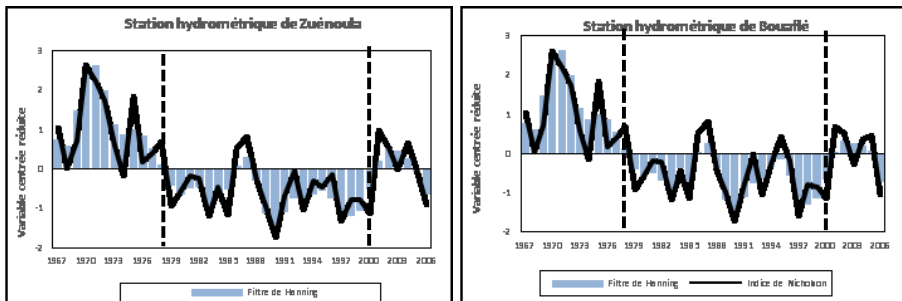 Station hydrométrique de Zuénoula
Variable centrée réduite
3
2
1
0
-1
-2
1967 1970 1973 1976 1979 1982 1985 1988 1991 1994 1997 2000 2003 2006
Filtre de Hanning
Station hydrométrique de Bouaflé
Variable centrée réduite
3
2
1
0
-1
-2
1967 1970 1973 1976 1979 1982 1985 1988 1991 1994 1997 2000 2003 2006
Filtre de Hanning Indice de Nicholson